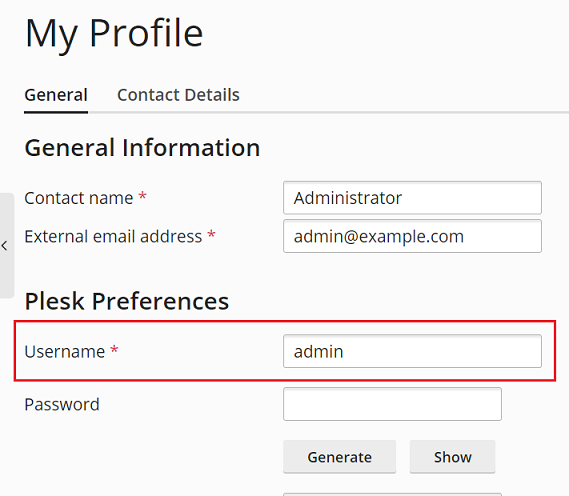 My Profile
General Contact Details
General Information
Contact name * Administrator
External email address * admin@example.com
Plesk Preferences
Username * admin
Password
Generate Show